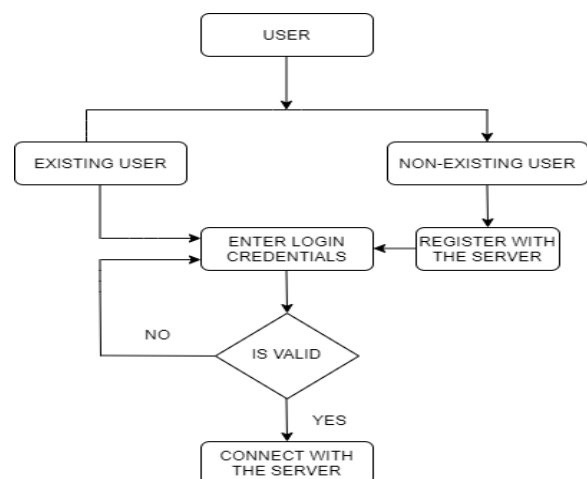 USER
EXISTING USER
NON-EXISTING USER
ENTER LOGIN
CREDENTIALS
REGISTER WITH
THE SERVER
NO
IS VALID
YES
CONNECT WITH
THE SERVER